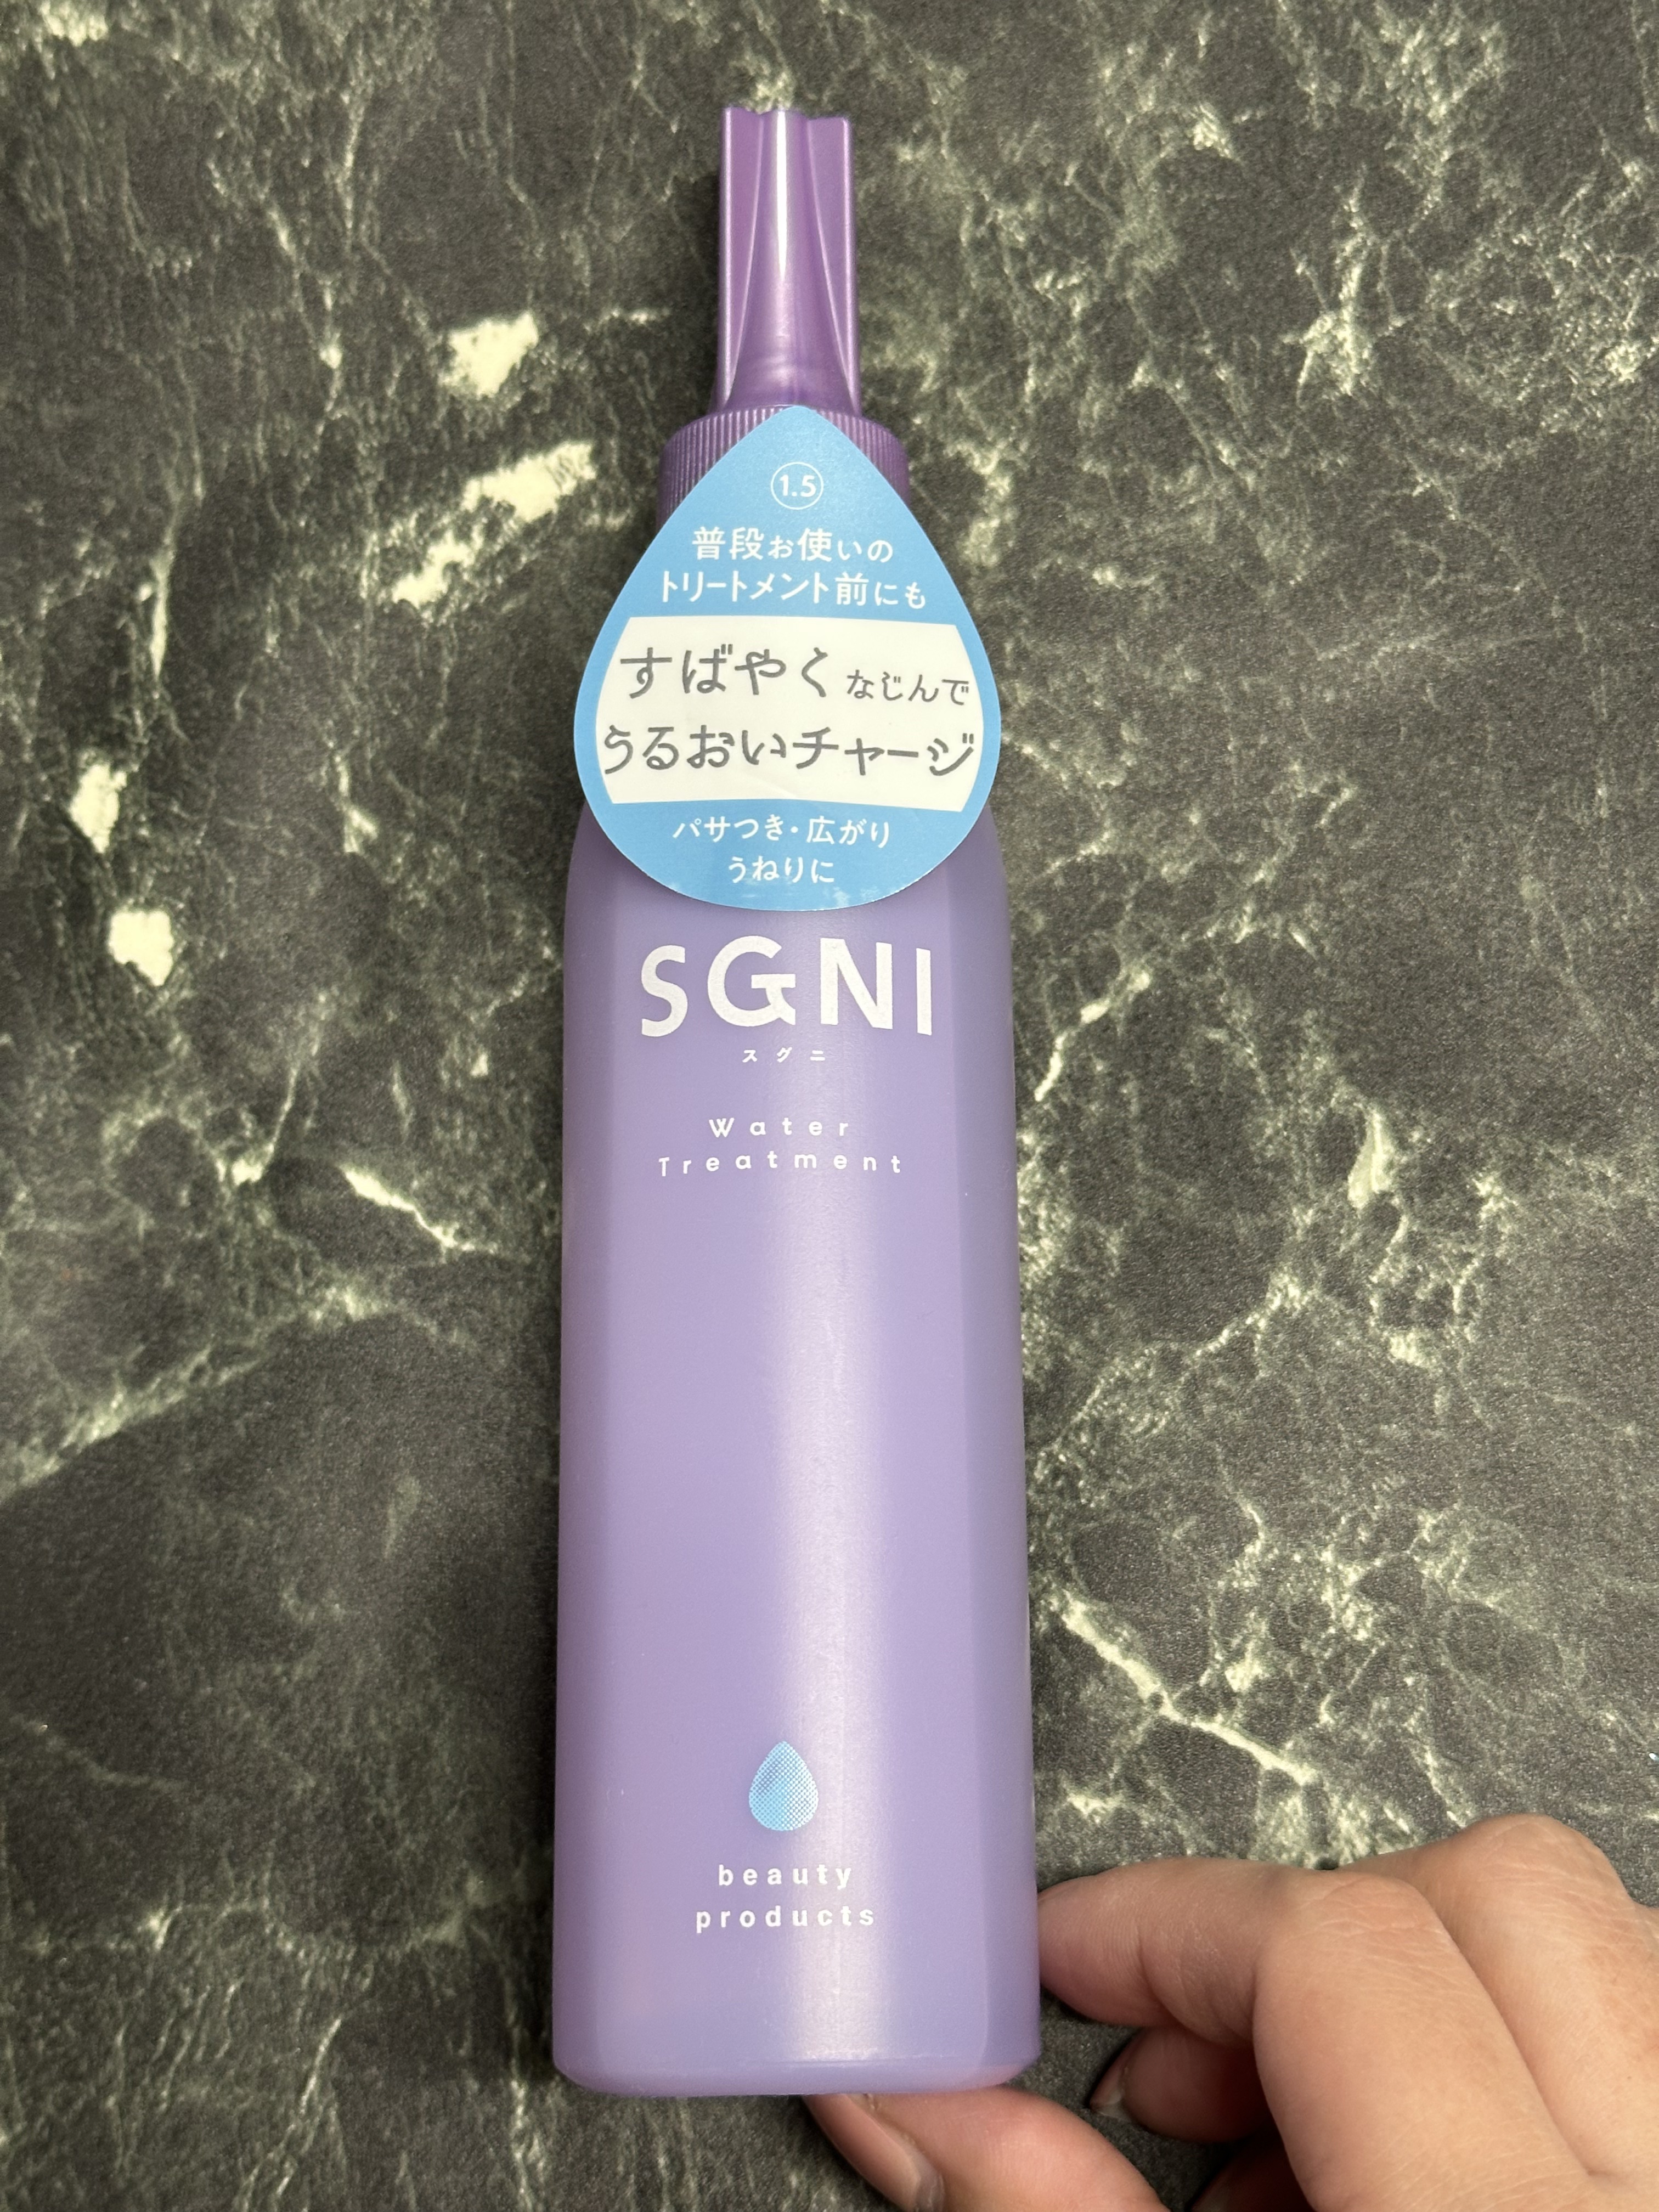 1.5
普段お使いの
トリートメント前にも
すばやくなじんで
うるおいチャージ
パサつき・広がり
うねりに
SGNI
スグニ
Water
Treatment
beauty
products